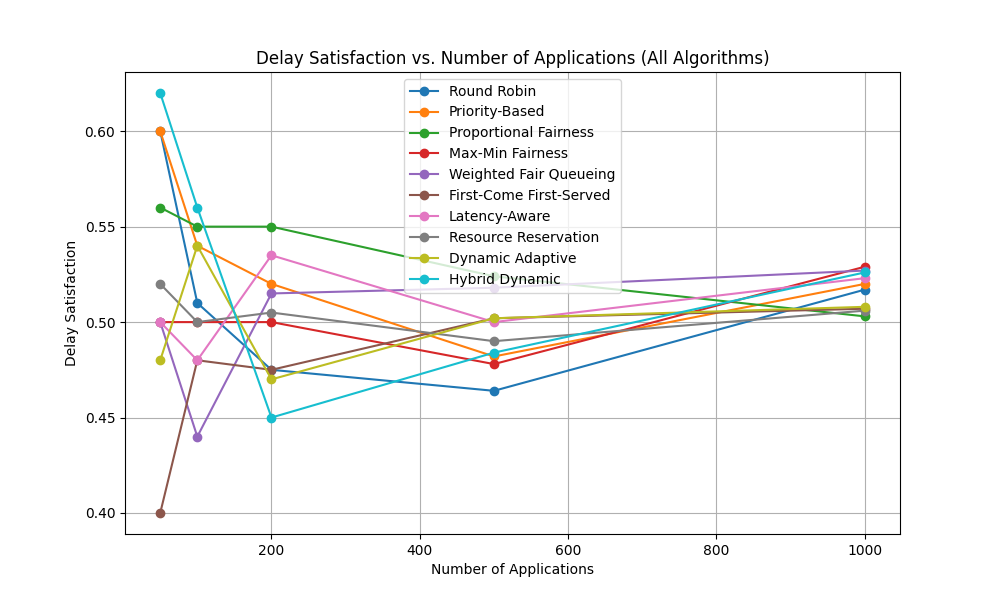 Delay Satisfaction vs. Number of Applications (All Algorithms)
Round Robin
Priority-Based
Proportional Fairness
Max-Min Fairness
Weighted Fair Queueing
First-Come First-Served
Latency-Aware
Resource Reservation
Dynamic Adaptive
Hybrid Dynamic
Delay Satisfaction
0.60
0.55
0.50
0.45
0.40
200
400
600
800
1000
Number of Applications